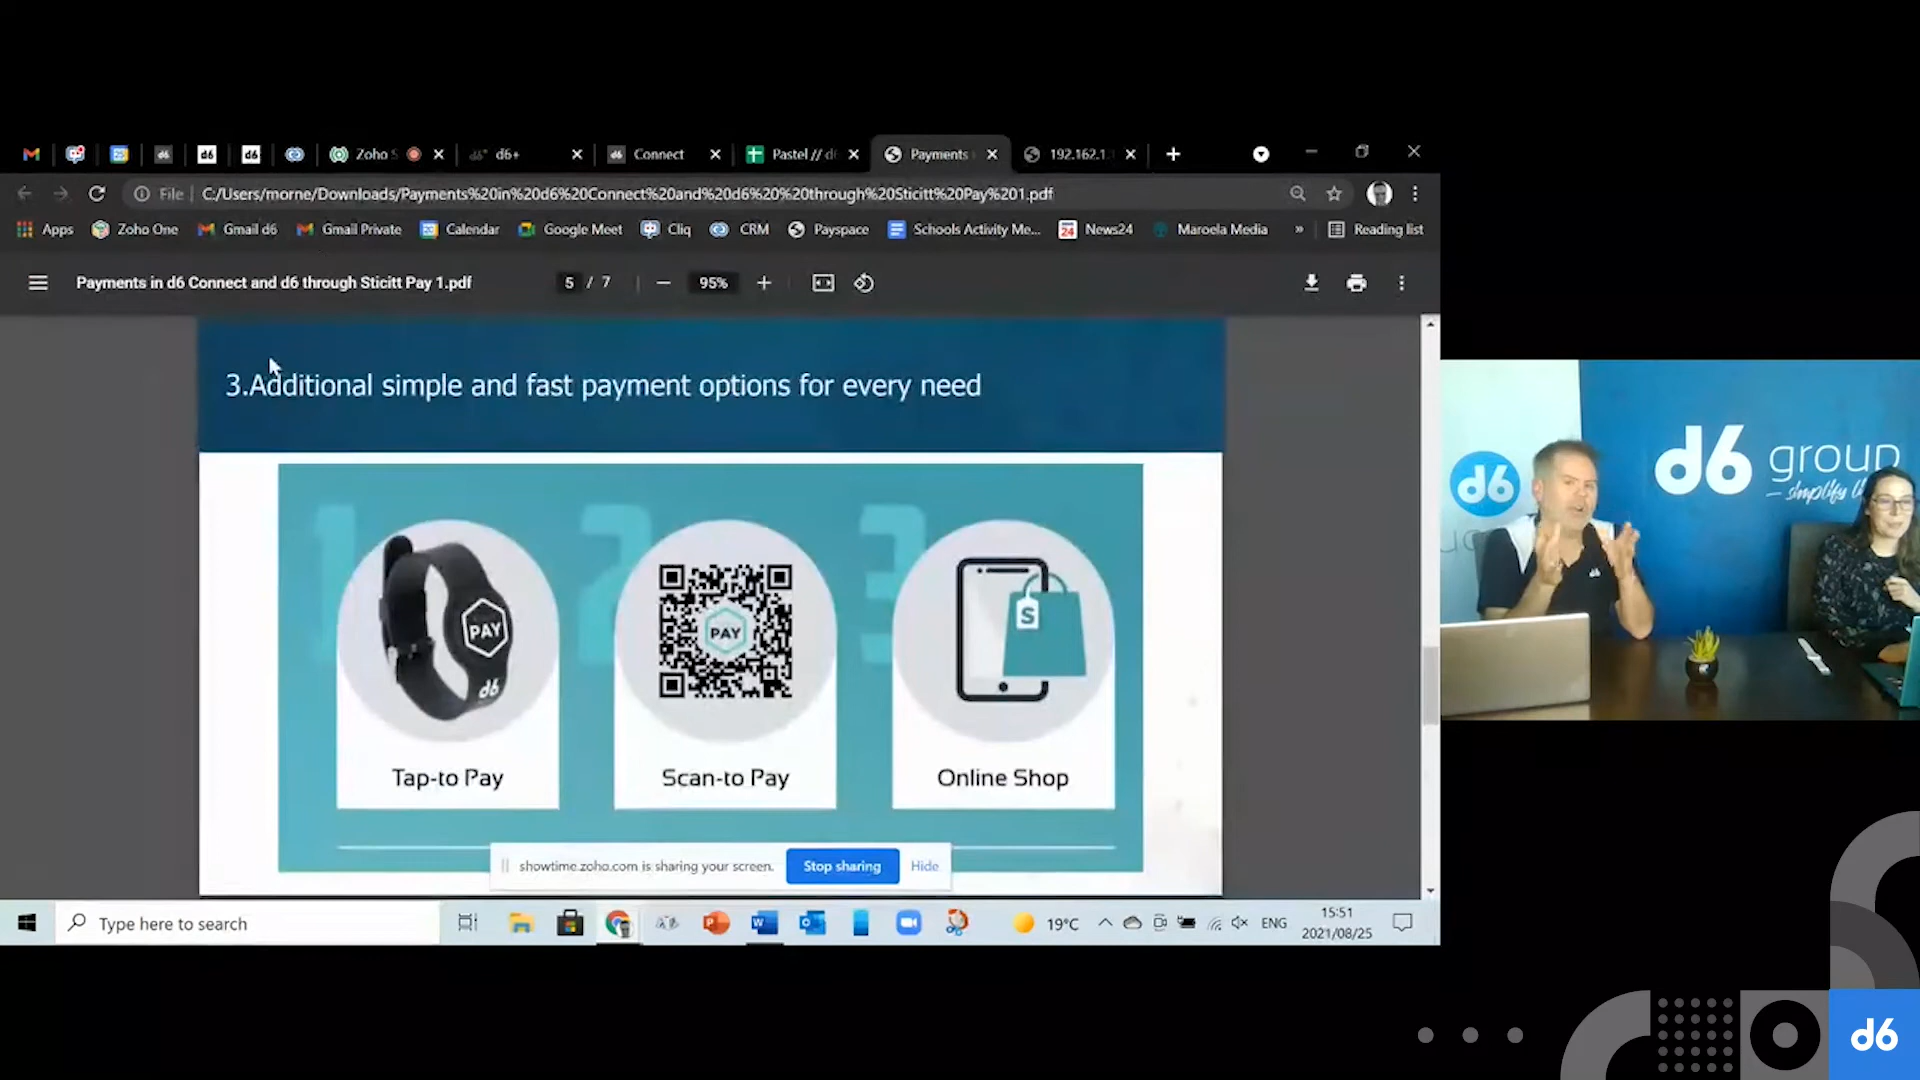 Zoho S
d6+
Connect
Pastel // d
Payments
192.162.1.
File
C:/Users/morne/Downloads/Payments%20in%20d6%20Connect%20and%20d6%20%20through%20Sticitt%20Pay%201.pdf
Apps
Zoho One
Gmail d6
Gmail Private
Calendar
Google Meet
Cliq
CRM
Payspace
Schools Activity Me...
News24
Maroela Media
»
Reading list
Payments in d6 Connect and d6 through Sticitt Pay 1.pdf
5 / 7
95%
3.Additional simple and fast payment options for every need
1
2
3
PAY
d6
PAY
S
Tap-to Pay
Scan-to Pay
Online Shop
showtime.zoho.com is sharing your screen.
Stop sharing
Hide
Type here to search
19°C
ENG
15:51
2021/08/25
d6
d6 group
simplify
d6